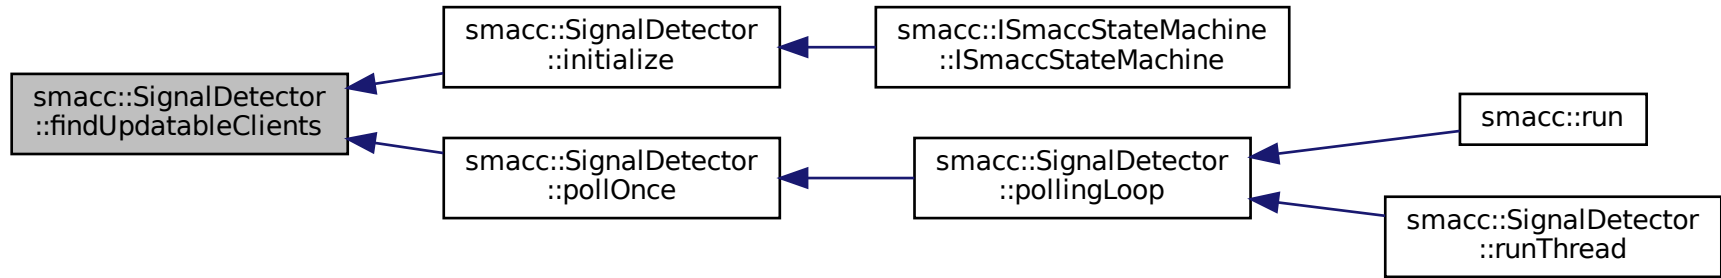 smacc::SignalDetector
::findUpdatableClients
smacc::SignalDetector
::initialize
smacc::ISmaccStateMachine
::ISmaccStateMachine
smacc::SignalDetector
::pollOnce
smacc::SignalDetector
::pollingLoop
smacc::run
smacc::SignalDetector
::runThread